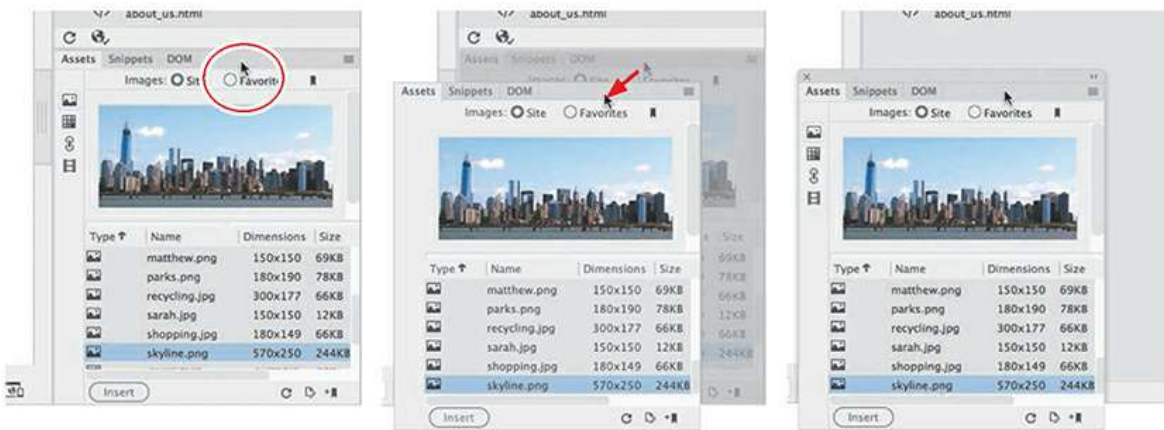 about_us.html
Assets Snippets DOM
Images: Site Favorites
Type Name Dimensions Size
matthew.png 150x150 69KB
parks.png 180x190 78KB
recycling.jpg 300x177 66KB
sarah.jpg 150x150 12KB
shopping.jpg 180x149 66KB
skyline.png 570x250 244KB
Insert
about_us.html
Assets Snippets DOM
Assets Snippets DOM
Images: Site Favorites
Type Name Dimensions Size
matthew.png 150x150 69KB
parks.png 180x190 78KB
recycling.jpg 300x177 66KB
sarah.jpg 150x150 12KB
shopping.jpg 180x149 66KB
skyline.png 570x250 244KB
Insert
about_us.html
Assets Snippets DOM
Images: Site Favorites
Type Name Dimensions Size
matthew.png 150x150 69KB
parks.png 180x190 78KB
recycling.jpg 300x177 66KB
sarah.jpg 150x150 12KB
shopping.jpg 180x149 66KB
skyline.png 570x250 244KB
Insert